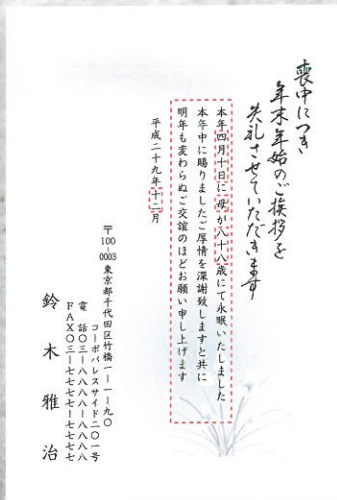 喪中につき
年末年始のご挨拶を
失礼させていただきます
本年四月十日に 母が八十八歳にて永眠いたしました
本年中に賜りましたご厚情を深謝致しますと共に
明年も変わらぬご交誼のほどお願い申し上げます
平成二十九年十二月
〒100-0003 東京都千代田区竹橋一-一-九〇
コーポパレスサイド二〇一号
電話〇三-八八八八-八八八八
FAX〇三-七七七七-七七七七
鈴木雅治